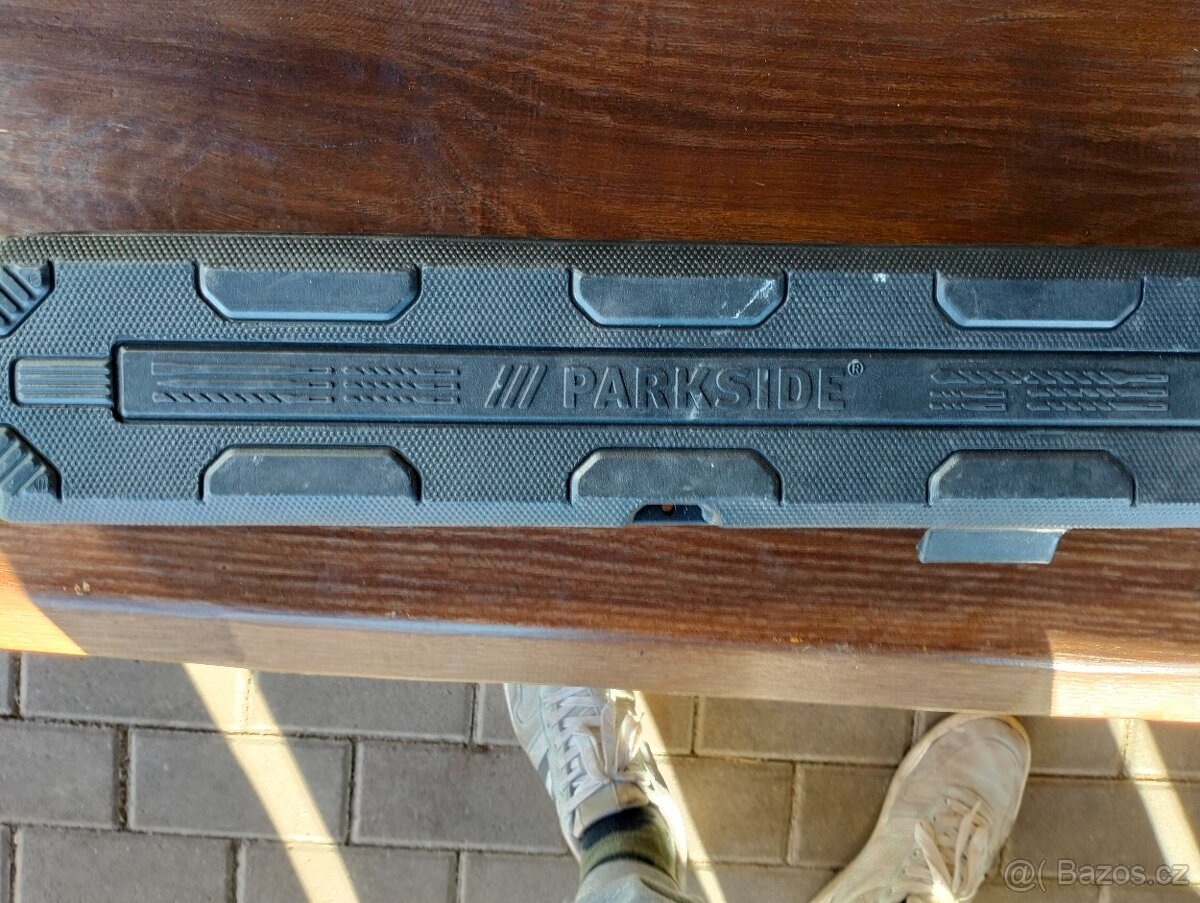 /// PARKSIDE®
@( Bazos.cz